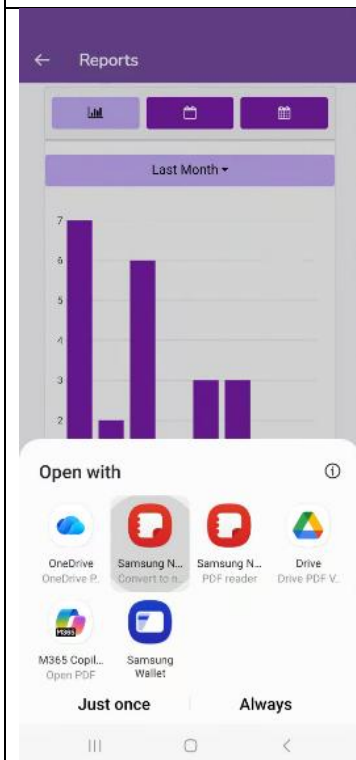 Reports
Last Month
7
6
5
4
3
2
Open with
OneDrive
OneDrive P..
Samsung N...
Convert to n..
Samsung N...
PDF reader
Drive
Drive PDF V..
M365
M365 Copil...
Open PDF
Samsung
Wallet
Just once
Always